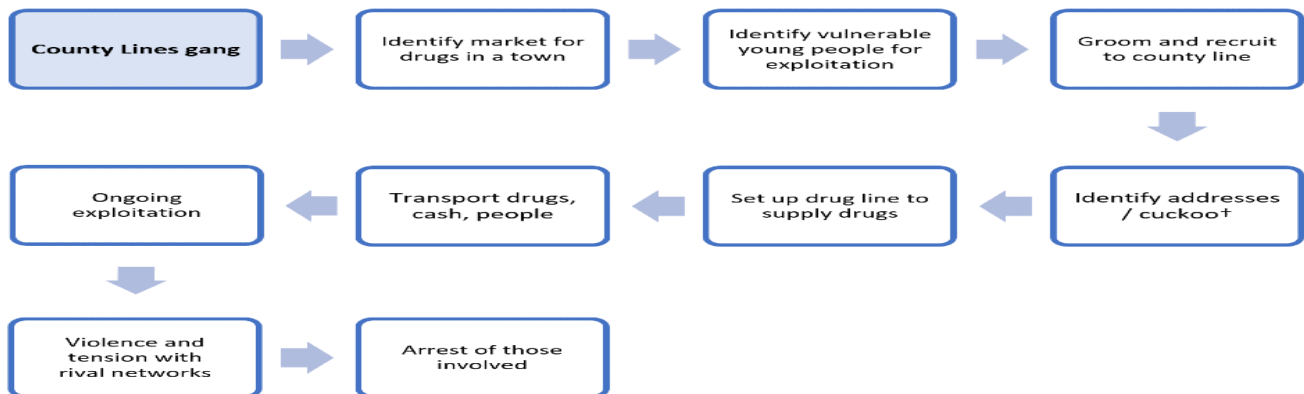 County Lines gang
Identify market for
drugs in a town
Identify vulnerable
young people for
exploitation
Groom and recruit
to county line
Identify addresses
/ cuckoo†
Set up drug line to
supply drugs
Transport drugs,
cash, people
Ongoing
exploitation
Violence and
tension with
rival networks
Arrest of those
involved